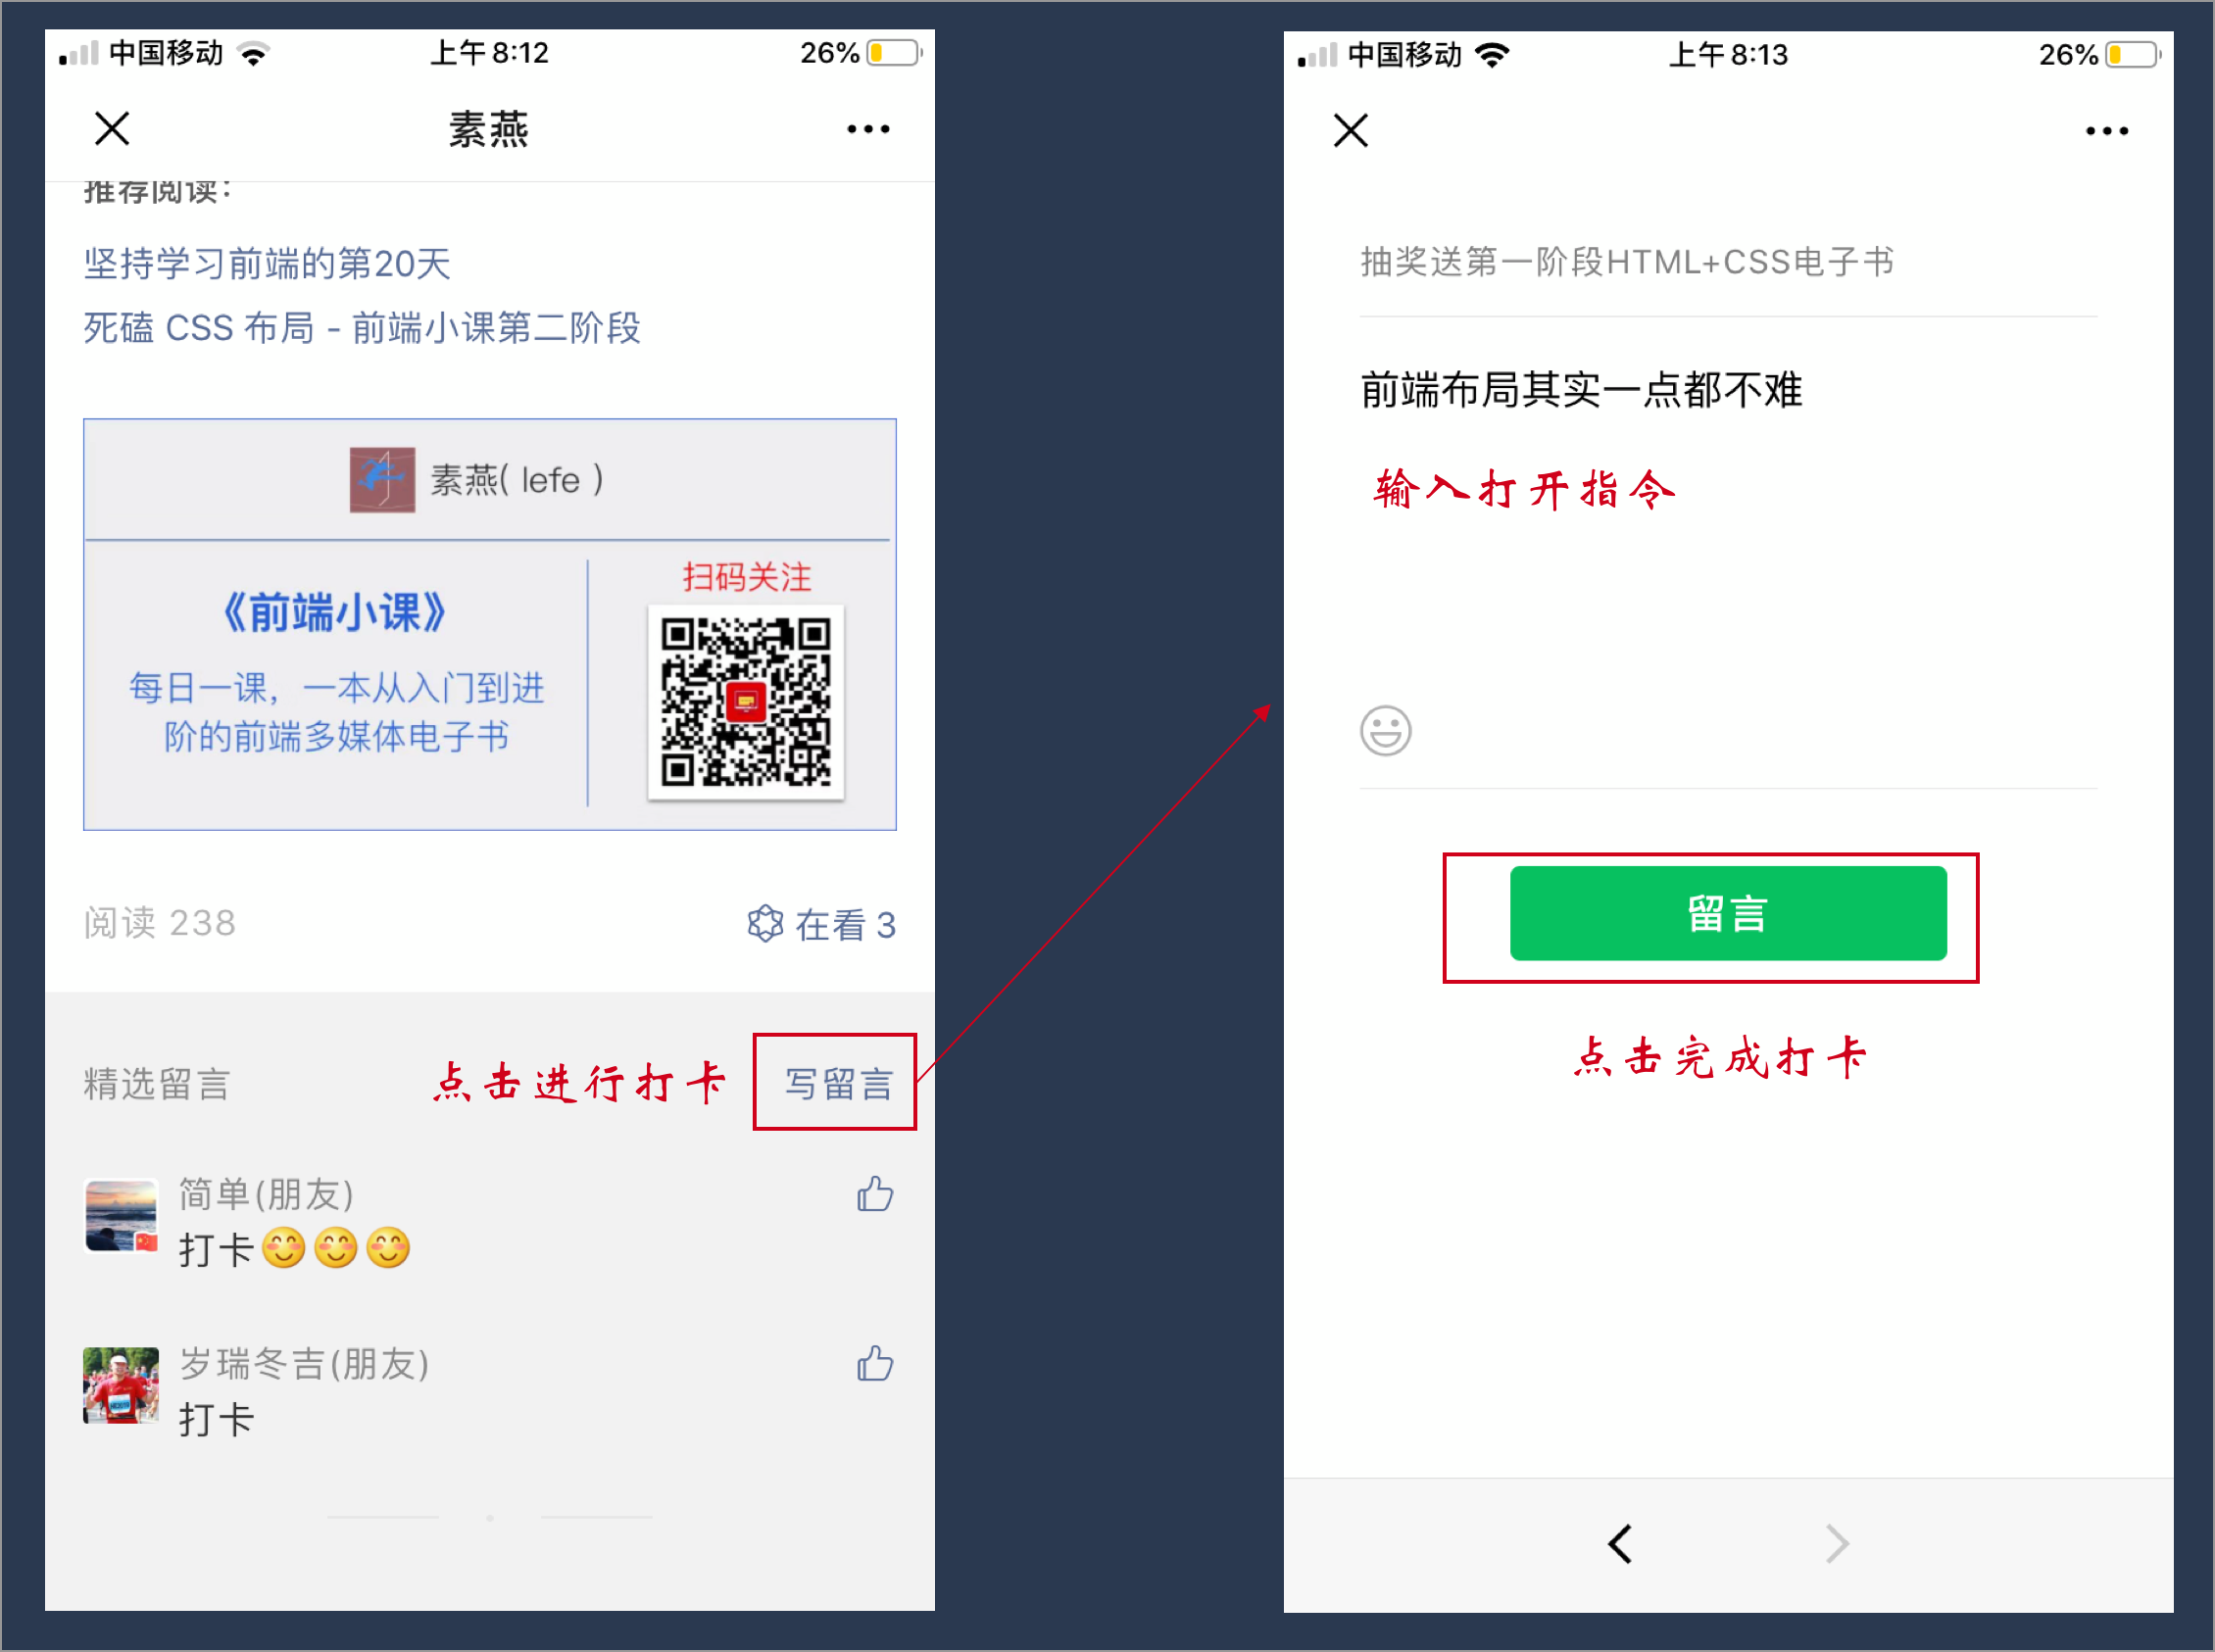 中国移动 上午 8:12 26%
素燕
推荐阅读：
坚持学习前端的第20天
死磕 CSS 布局 - 前端小课第二阶段
素燕( lefe )
《前端小课》
每日一课，一本从入门到进
阶的前端多媒体电子书
扫码关注
阅读 238
在看 3
精选留言
点击进行打卡
写留言
简单(朋友)
打卡😊😊😊
岁瑞冬吉(朋友)
打卡
中国移动 上午 8:13 26%
抽奖送第一阶段HTML+CSS电子书
前端布局其实一点都不难
输入打开指令
留言
点击完成打卡